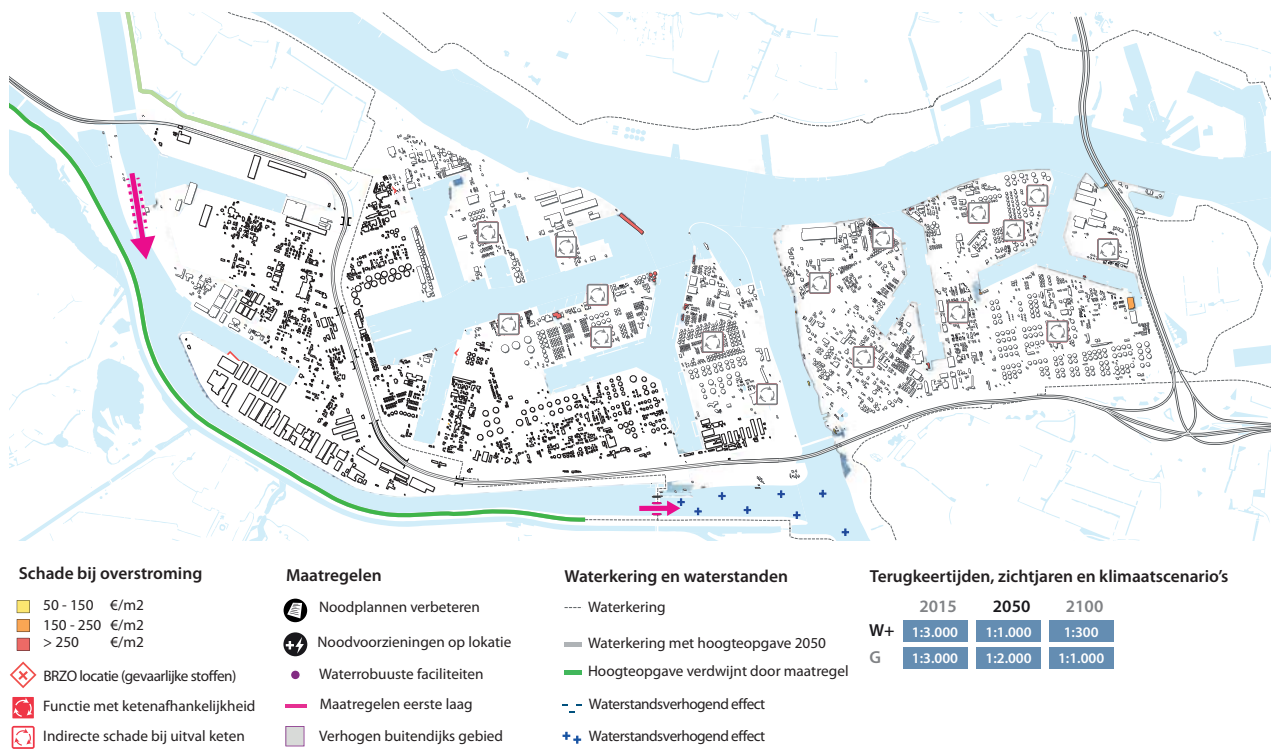 Schade bij overstroming
50 - 150 €/m2
150 - 250 €/m2
> 250 €/m2
BRZO locatie (gevaarlijke stoffen)
Functie met ketenafhankelijkheid
Indirecte schade bij uitval keten
Maatregelen
Noodplannen verbeteren
Noodvoorzieningen op lokatie
Waterrobuuste faciliteiten
Maatregelen eerste laag
Verhogen buitendijks gebied
Waterkering en waterstanden
Waterkering
Waterkering met hoogteopgave 2050
Hoogteopgave verdwijnt door maatregel
Waterstandsverhogend effect
Waterstandsverhogend effect
Terugkeertijden, zichtjaren en klimaatscenario's
2015 2050 2100
W+ 1:3.000 1:1.000 1:300
G 1:3.000 1:2.000 1:1.000